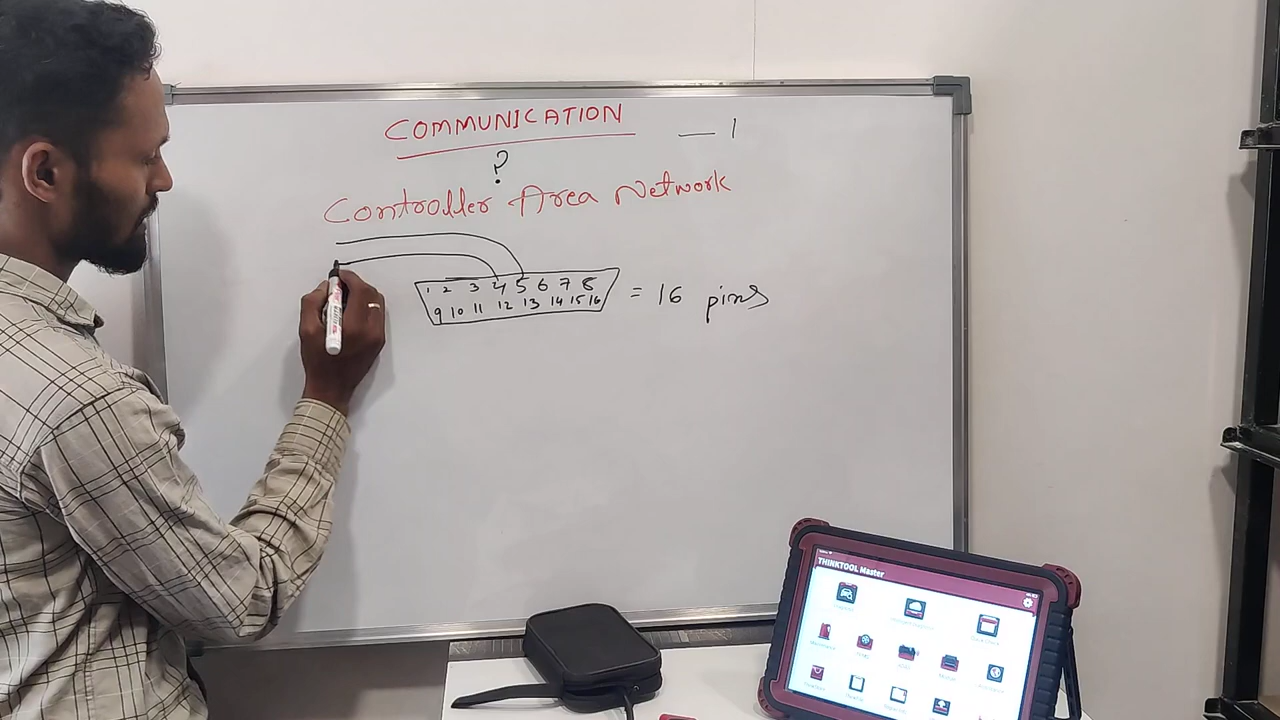 COMMUNICATION — 1
?
Controller Area Network
1 2 3 4 5 6 7 8
9 10 11 12 13 14 15 16
= 16 pins
THINKTOOL Master